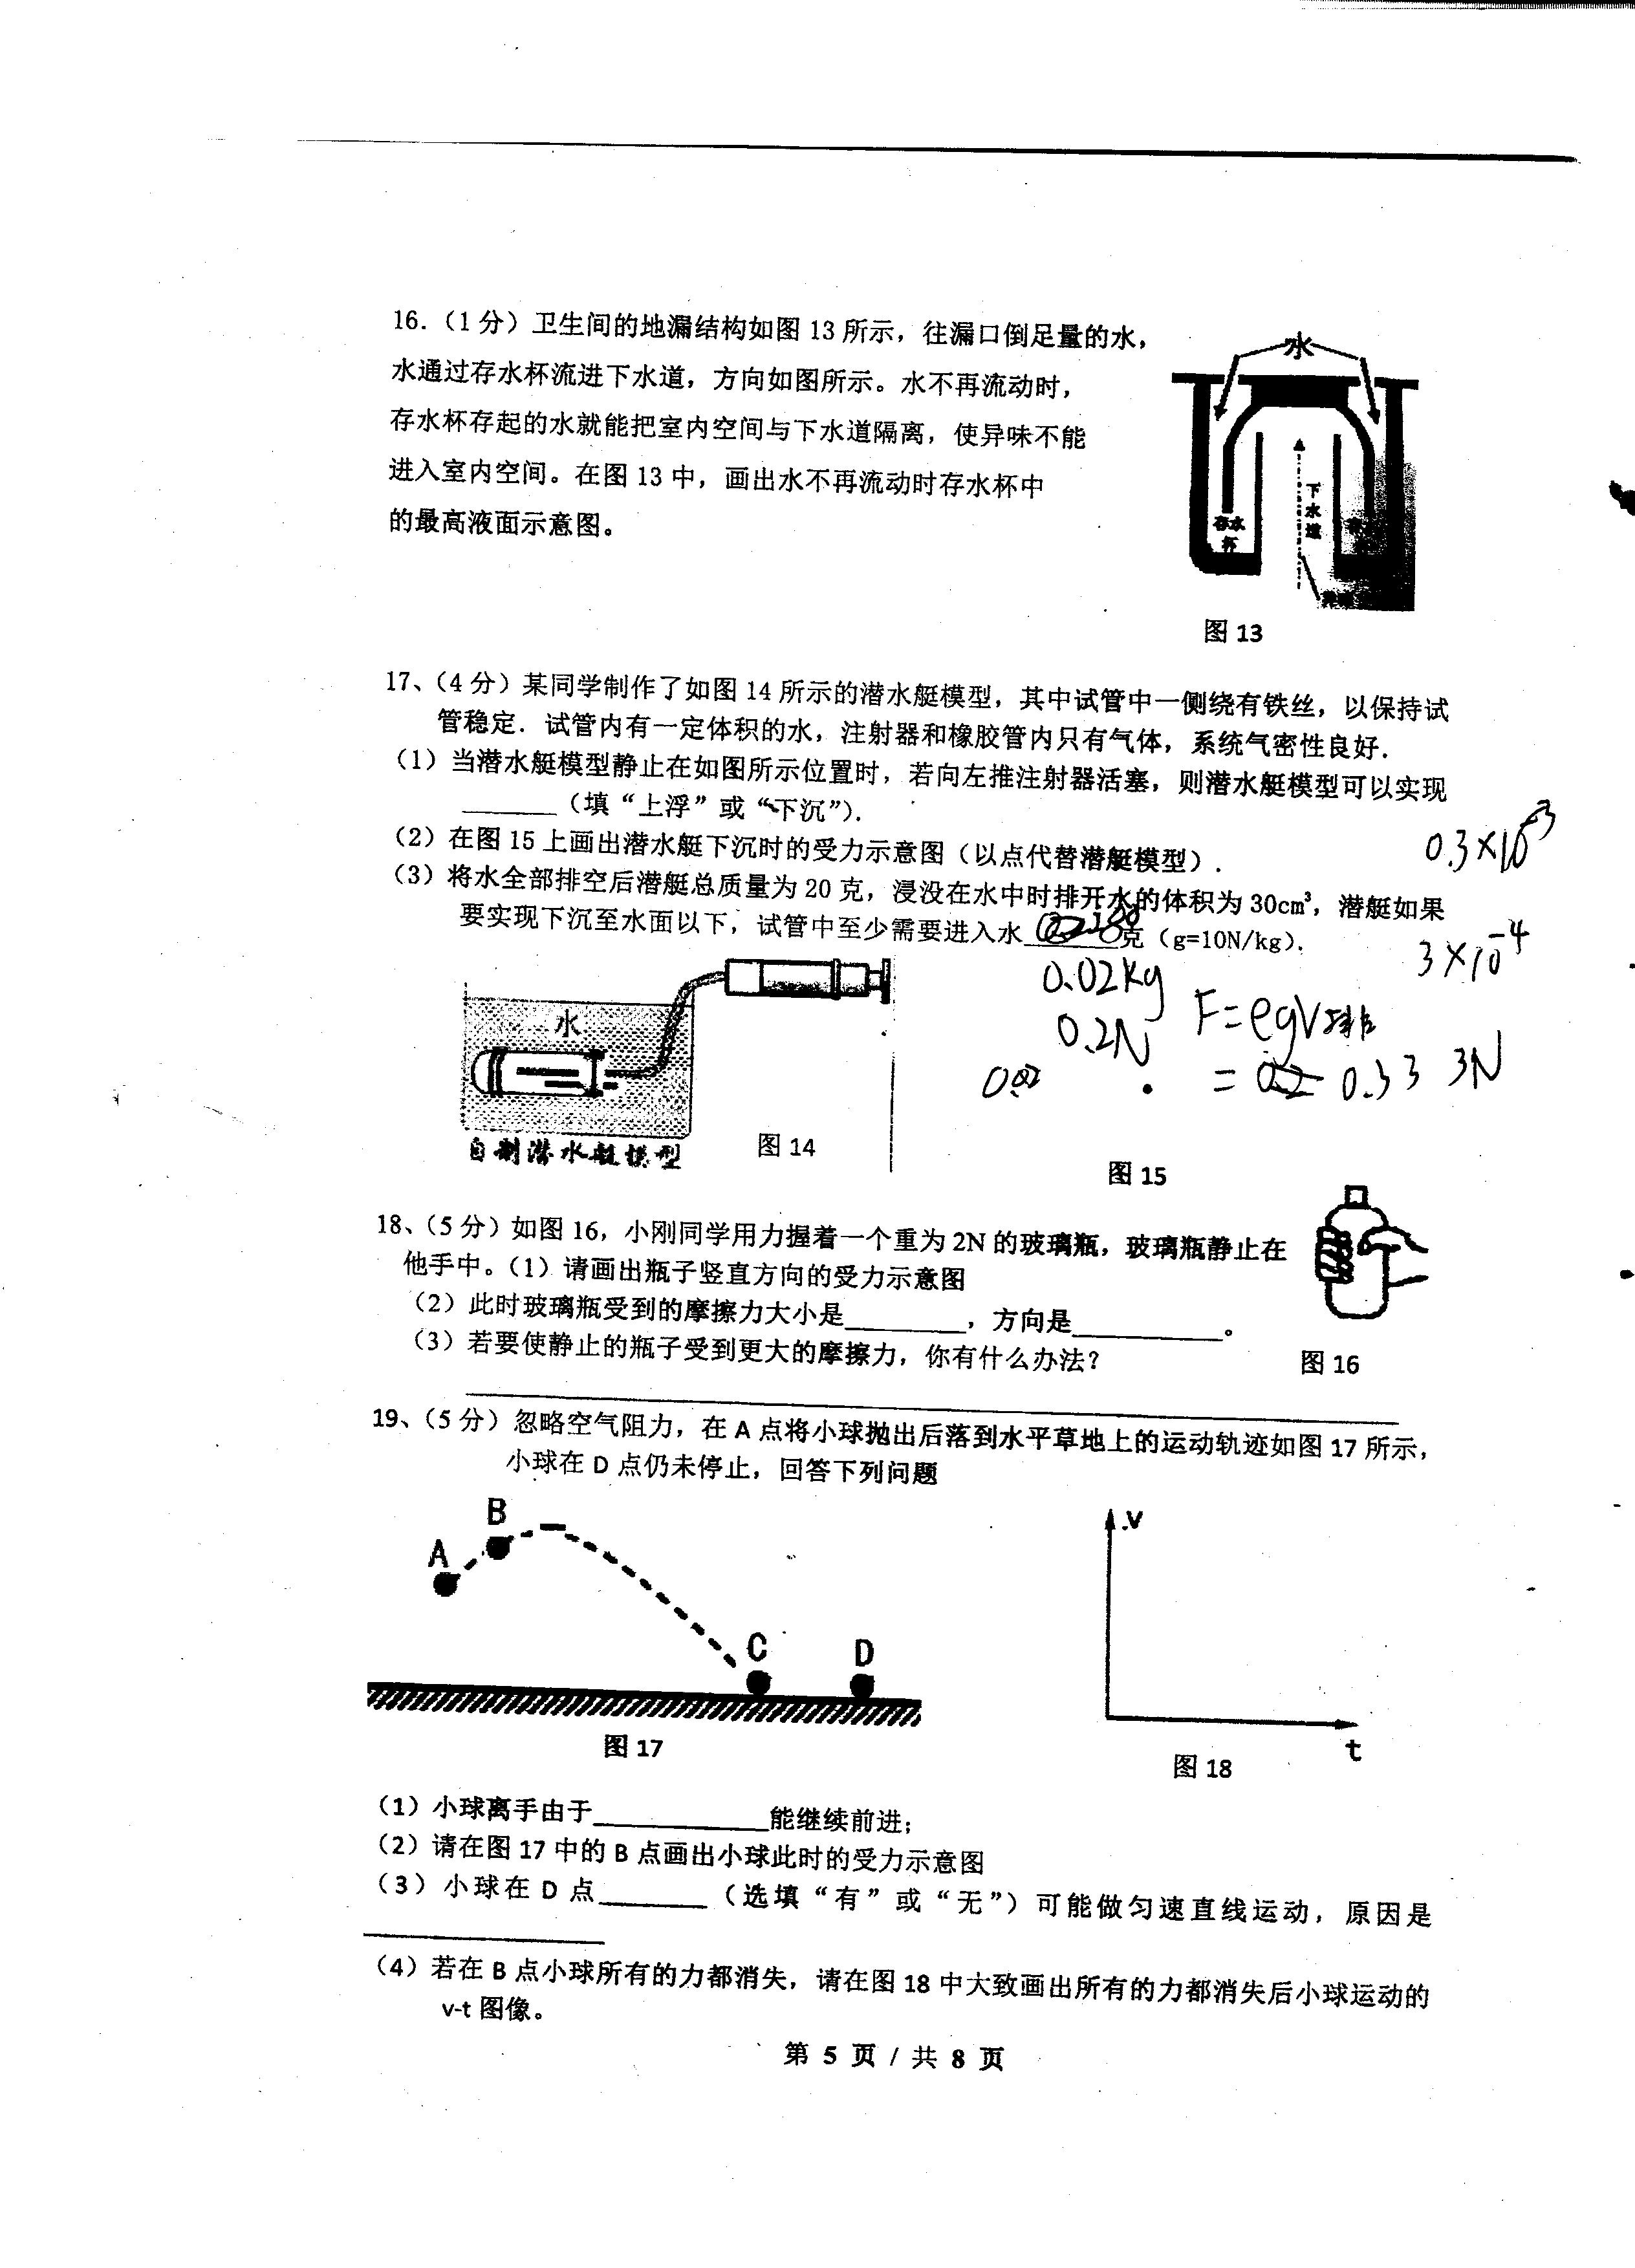 16.（1分）卫生间的地漏结构如图 13 所示，往漏口倒足量的水，
水通过存水杯流进下水道，方向如图所示。水不再流动时，
存水杯存起的水就能把室内空间与下水道隔离，使异味不能
进入室内空间。在图 13 中，画出水不再流动时存水杯中
的最高液面示意图。
水
下水道
存水
杯
图 13
17、（4分）某同学制作了如图 14 所示的潜水艇模型，其中试管中一侧绕有铁丝，以保持试
管稳定．试管内有一定体积的水，注射器和橡胶管内只有气体，系统气密性良好．
（1）当潜水艇模型静止在如图所示位置时，若向左推注射器活塞，则潜水艇模型可以实现
______（填“上浮”或“下沉”）．
（2）在图 15 上画出潜水艇下沉时的受力示意图（以点代替潜艇模型）．
0.3×10⁻³
（3）将水全部排空后潜艇总质量为 20 克，浸没在水中时排开水的体积为 30cm³，潜艇如果
要实现下沉至水面以下，试管中至少需要进入水______克（g=10N/kg）．
3×10⁻⁴
0.02kg
0.2N
F=ρgV排
= 0.33 3N
水
自制潜水艇模型
图 14
图 15
18、（5分）如图 16，小刚同学用力握着一个重为 2N 的玻璃瓶，玻璃瓶静止在
他手中。（1）请画出瓶子竖直方向的受力示意图
（2）此时玻璃瓶受到的摩擦力大小是________，方向是__________。
（3）若要使静止的瓶子受到更大的摩擦力，你有什么办法？
图 16
19、（5分）忽略空气阻力，在 A 点将小球抛出后落到水平草地上的运动轨迹如图 17 所示，
小球在 D 点仍未停止，回答下列问题
A
B
C
D
图 17
v
t
图 18
（1）小球离手由于____________能继续前进；
（2）请在图 17 中的 B 点画出小球此时的受力示意图
（3）小球在 D 点_______（选填“有”或“无”）可能做匀速直线运动，原因是
________________
（4）若在 B 点小球所有的力都消失，请在图 18 中大致画出所有的力都消失后小球运动的
v-t 图像。
第 5 页 / 共 8 页